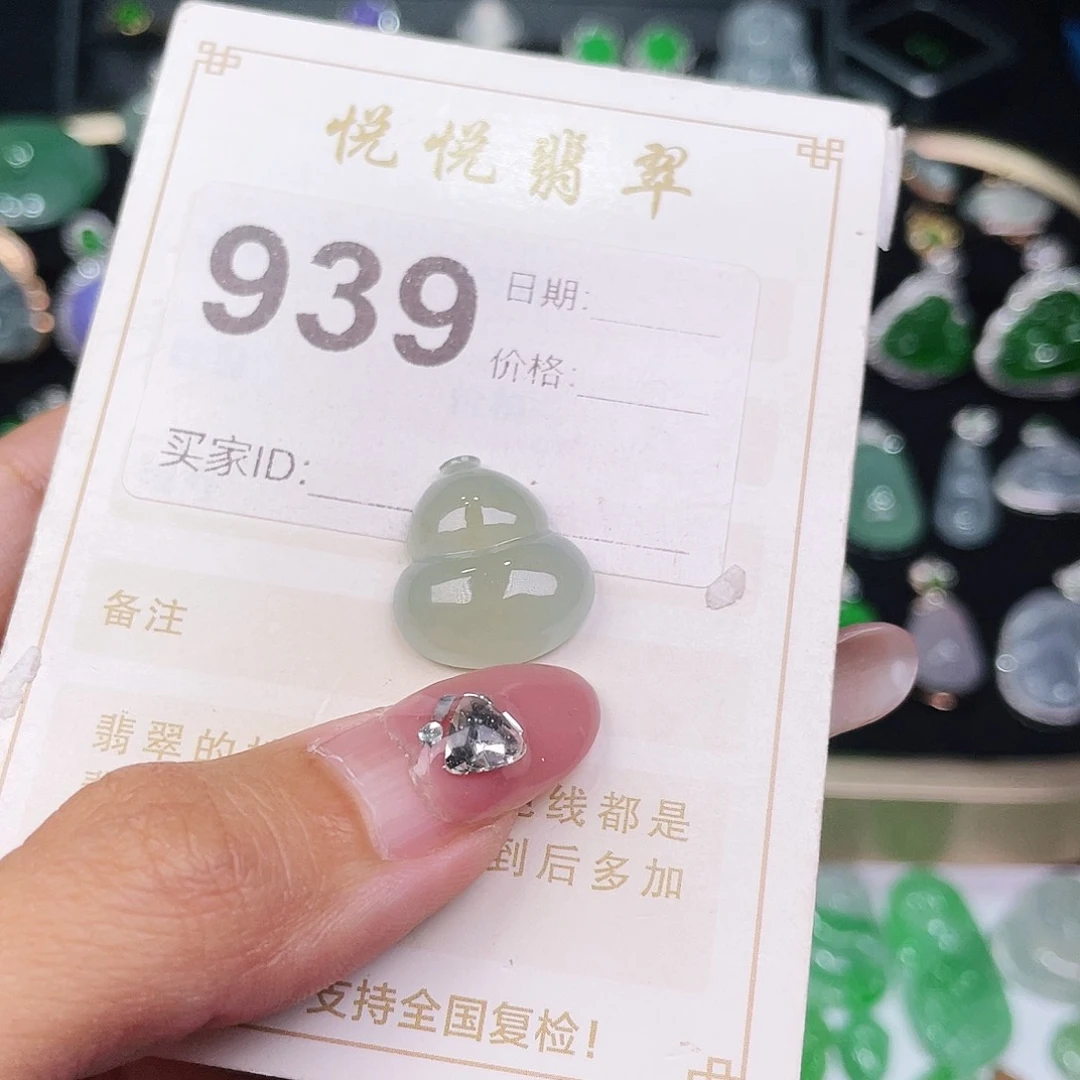 悦悦翡翠
939
日期:
价格:
买家ID:
备注
翡翠的
线都是
到后多加
支持全国复检!